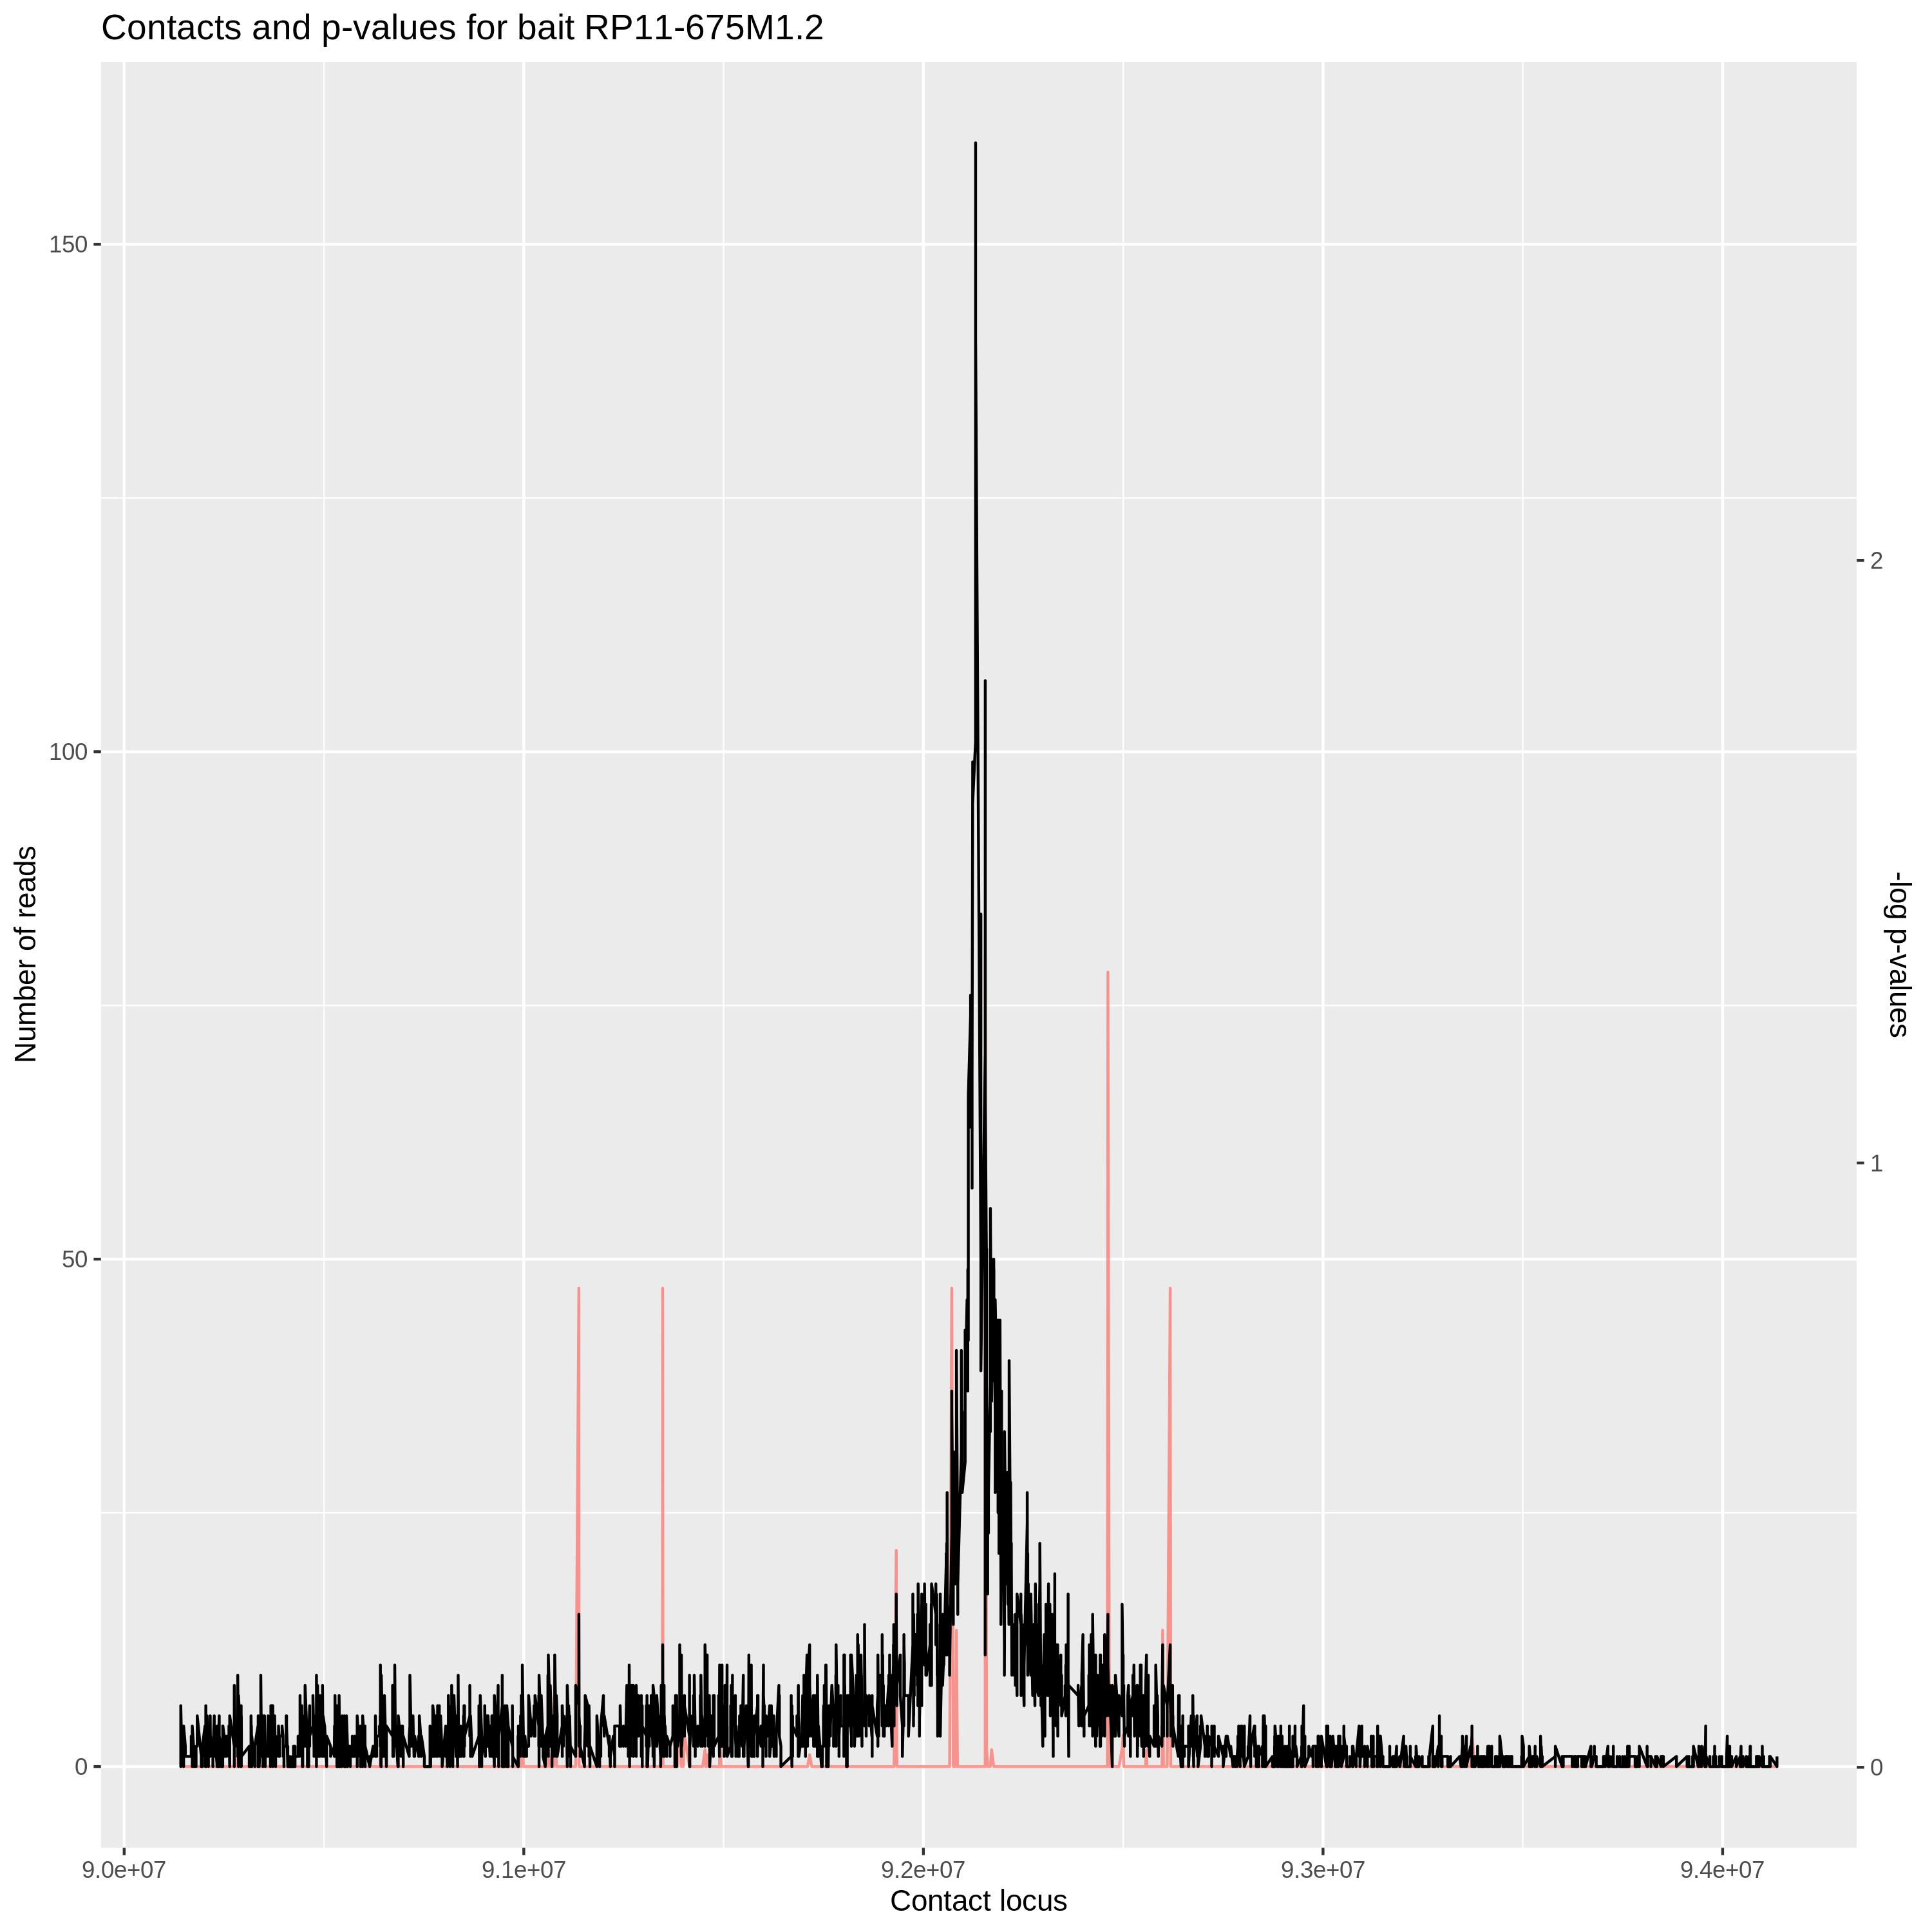 Contacts and p-values for bait RP11-675M1.2
150
100
50
0
Number of reads
2
1
0
-log p-values
9.0e+07
9.1e+07
9.2e+07
9.3e+07
9.4e+07
Contact locus